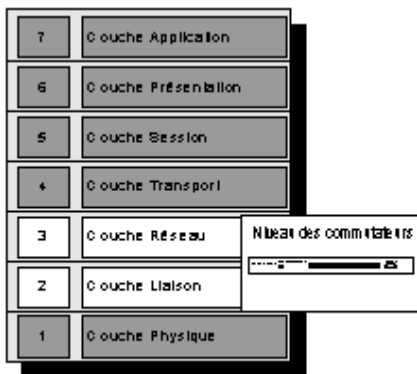 7 Couche Application
6 Couche Présentation
5 Couche Session
4 Couche Transport
3 Couche Réseau
Niveau des commutateurs
2 Couche Liaison
1 Couche Physique